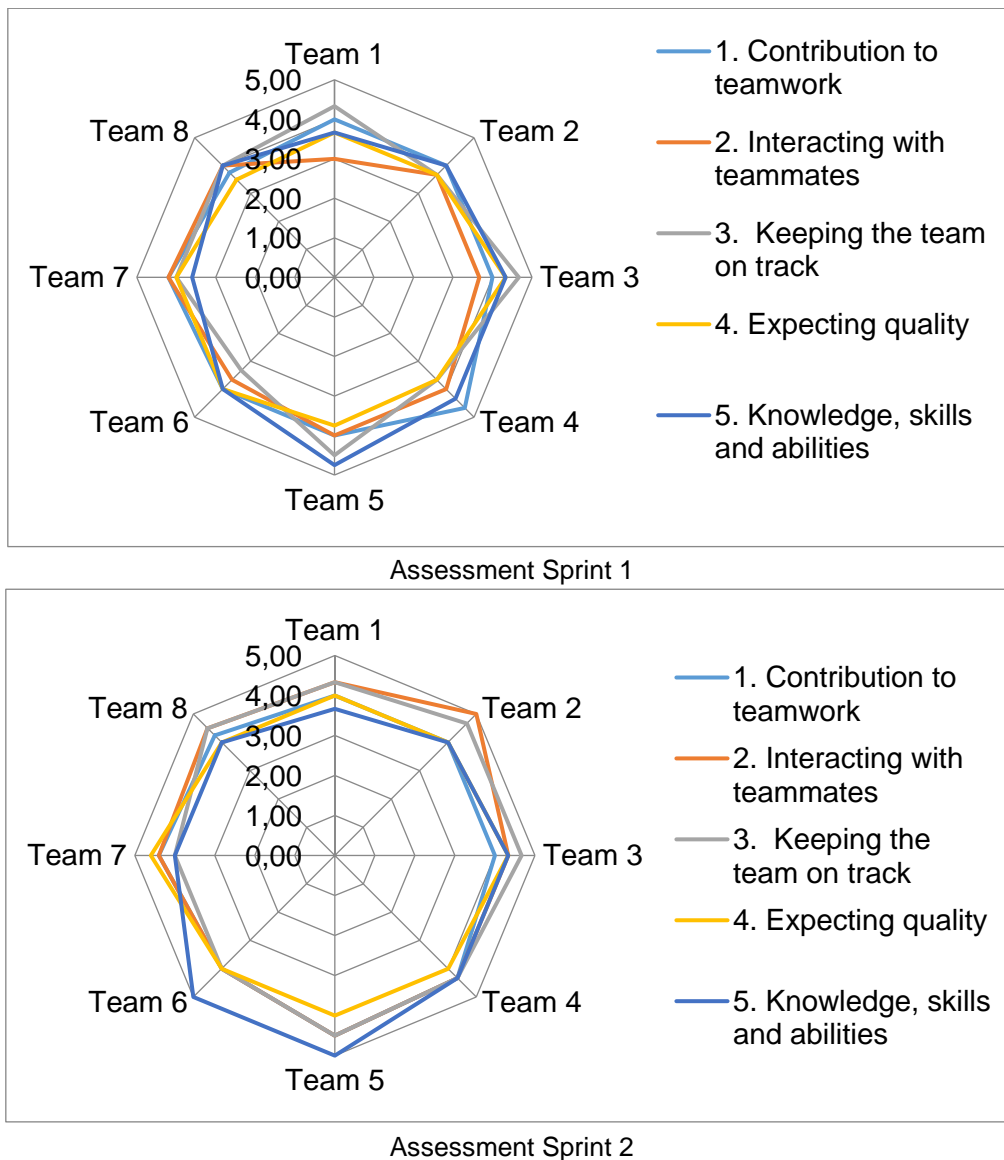 Team 1
5,00
4,00
3,00
2,00
1,00
0,00
Team 2
Team 3
Team 4
Team 5
Team 6
Team 7
Team 8
1. Contribution to
teamwork
2. Interacting with
teammates
3.  Keeping the team
on track
4. Expecting quality
5. Knowledge, skills
and abilities
Assessment Sprint 1
Team 1
5,00
4,00
3,00
2,00
1,00
0,00
Team 2
Team 3
Team 4
Team 5
Team 6
Team 7
Team 8
1. Contribution to
teamwork
2. Interacting with
teammates
3.  Keeping the
team on track
4. Expecting quality
5. Knowledge, skills
and abilities
Assessment Sprint 2